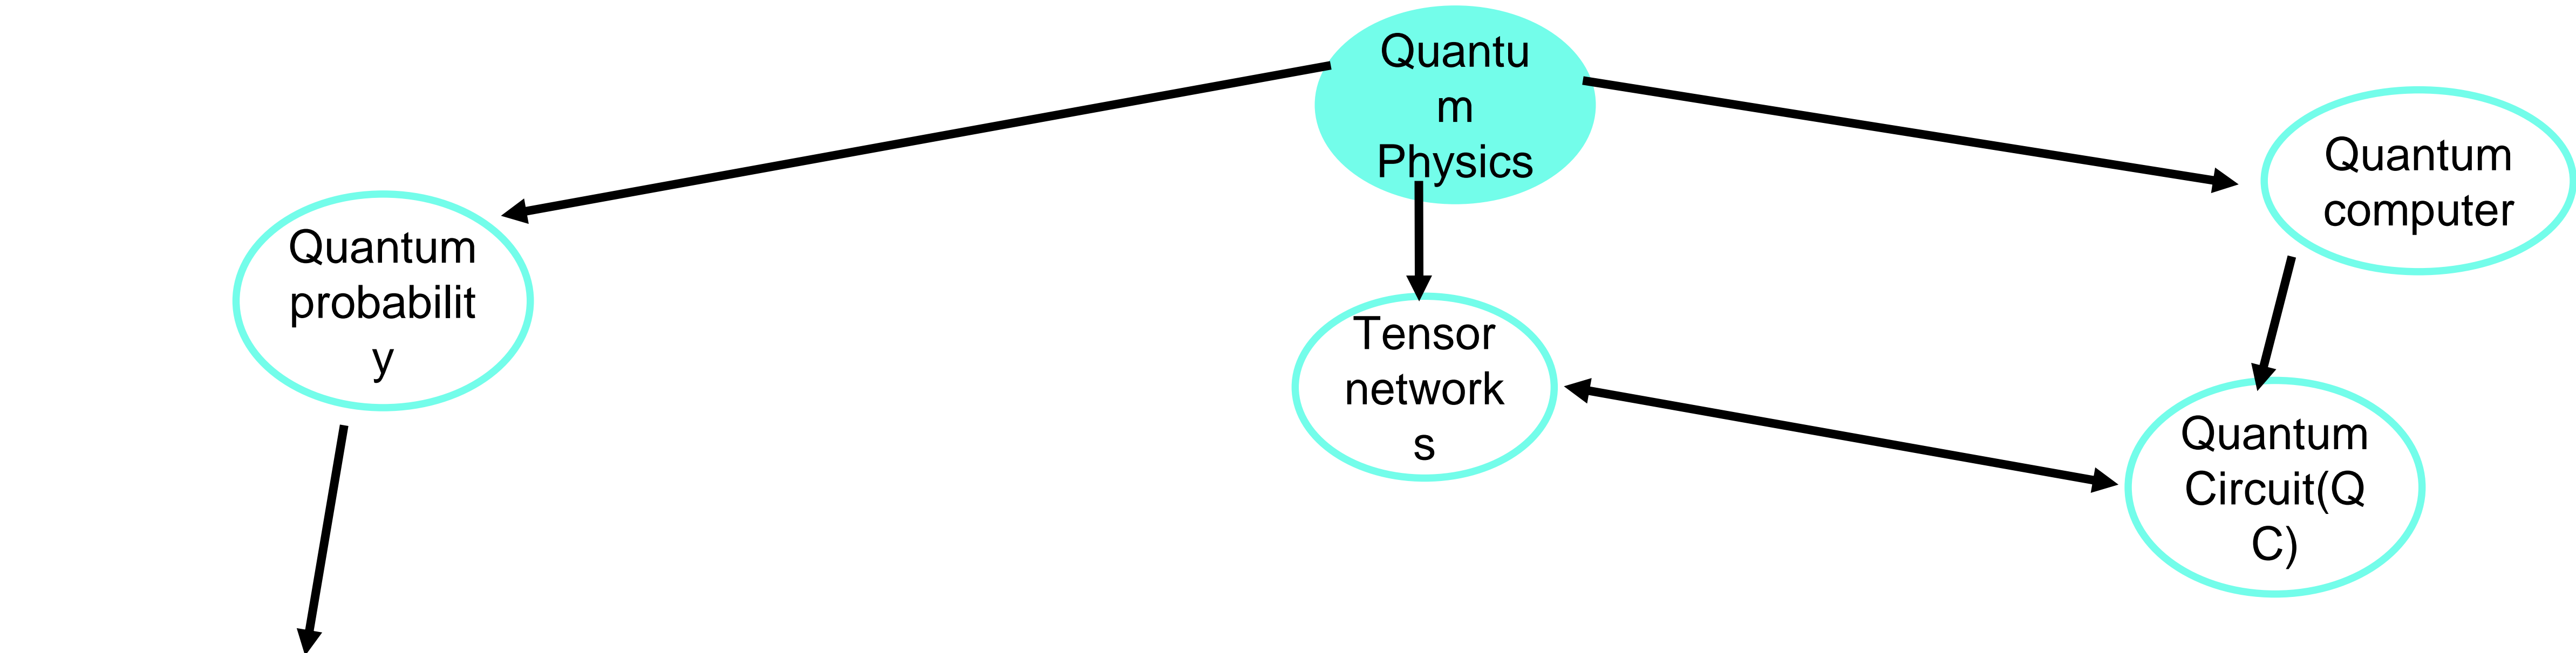 Quantu
m
Physics
Quantum
computer
Quantum
probabilit
y
Tensor
network
s
Quantum
Circuit(Q
C)